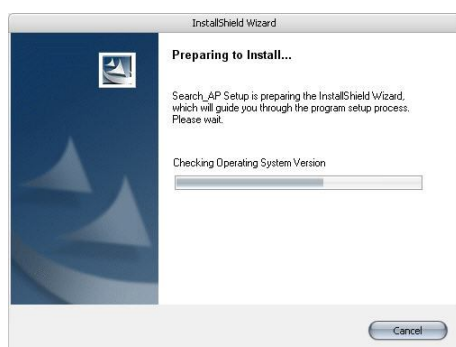 InstallShield Wizard
Preparing to Install...
Search_AP Setup is preparing the InstallShield Wizard,
which will guide you through the program setup process.
Please wait.
Checking Operating System Version
Cancel